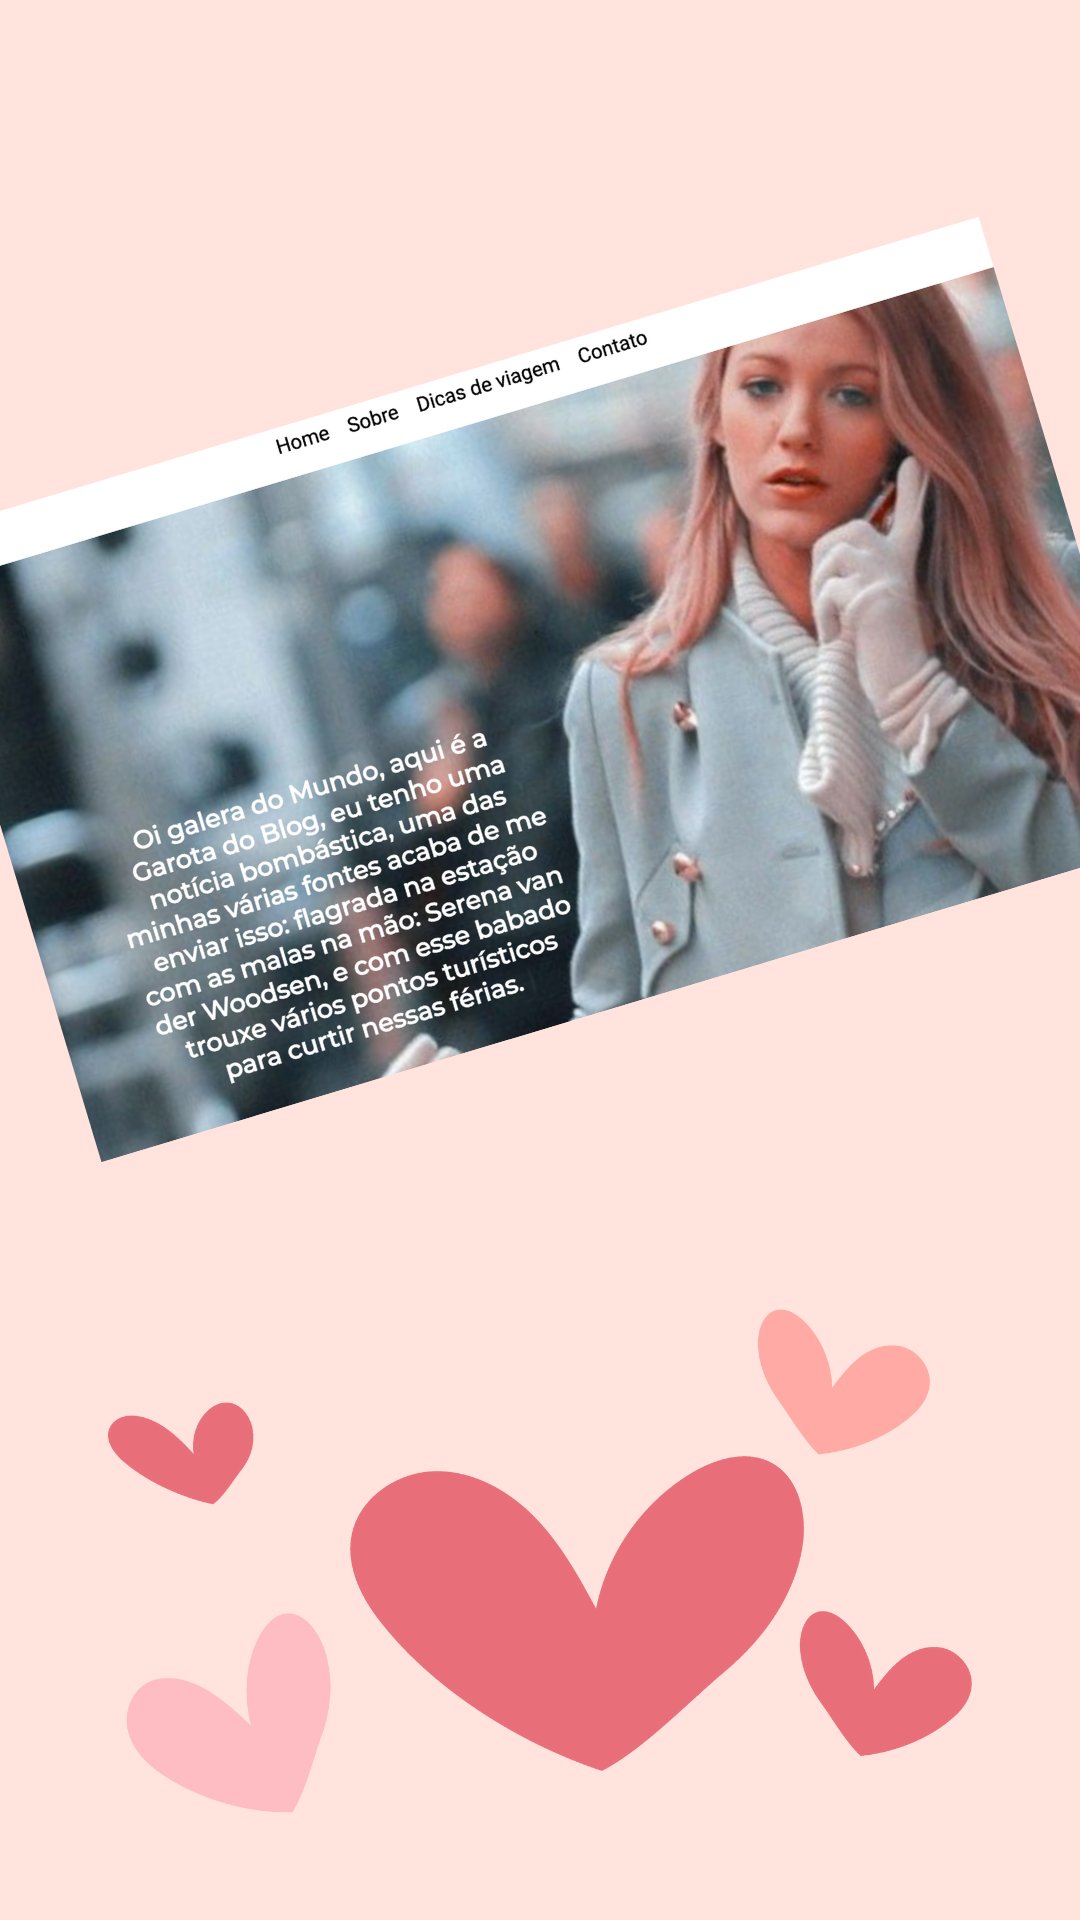 Home Sobre Dicas de viagem Contato
Oi galera do Mundo, aqui é a
Garota do Blog, eu tenho uma
notícia bombástica, uma das
minhas várias fontes acaba de me
enviar isso: flagrada na estação
com as malas na mão: Serena van
der Woodsen, e com esse babado
trouxe vários pontos turísticos
para curtir nessas férias.